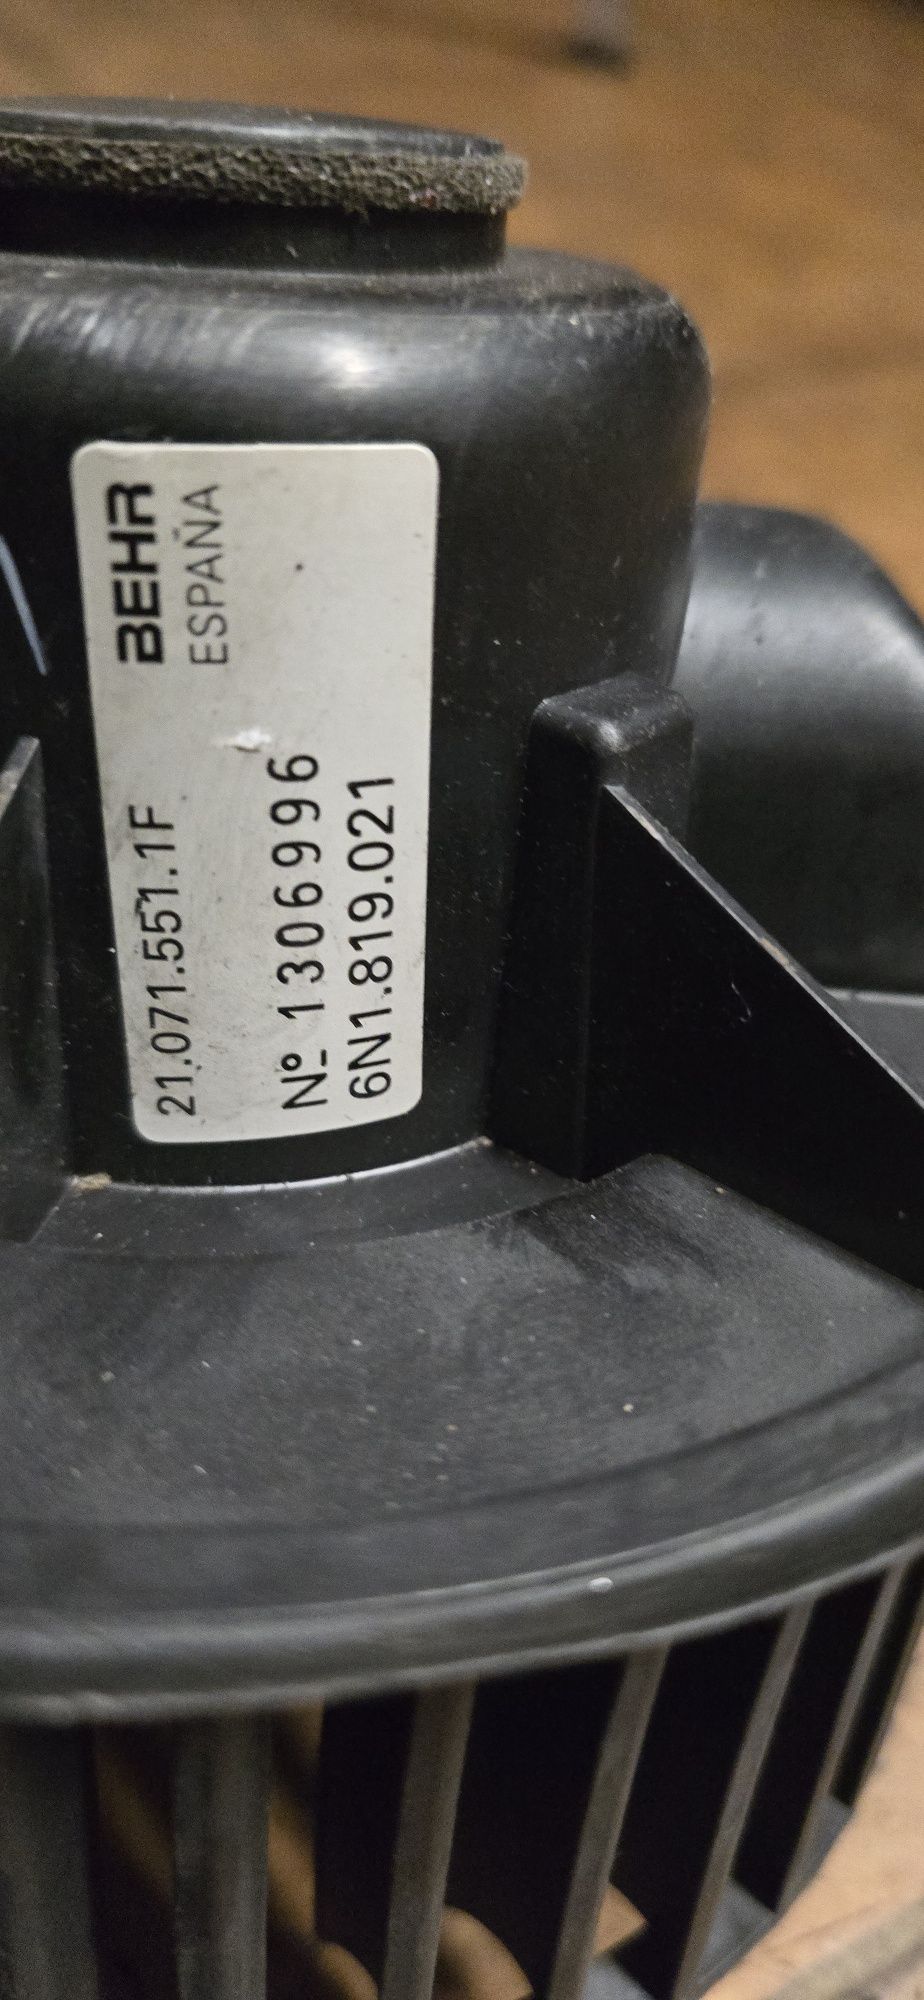 BEHR
ESPAÑA
21.071.551.1F
Nº 1306996
6N1.819.021